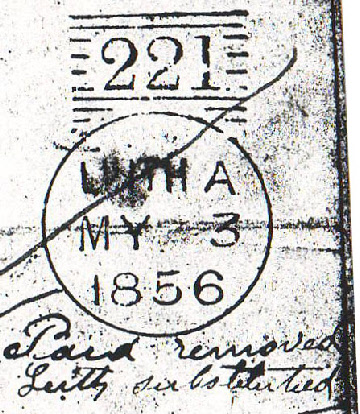 221
LEITH A
MY 3
1856
Paid removed
Leith substituted